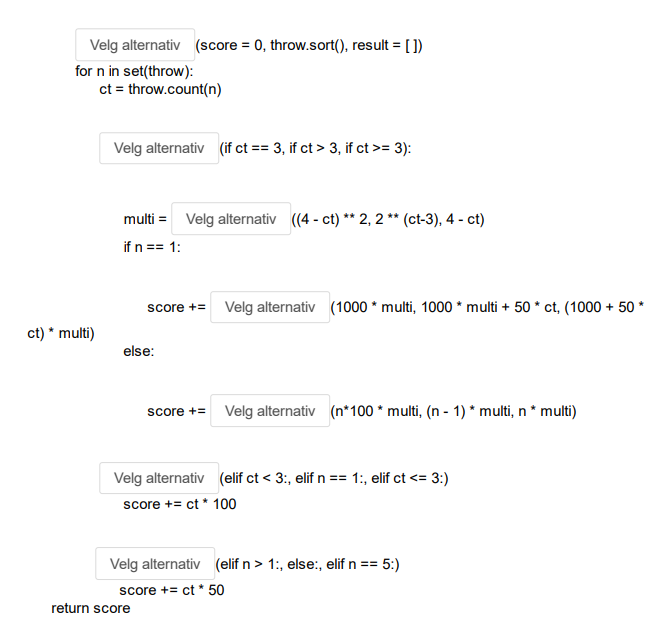 Velg alternativ (score = 0, throw.sort(), result = [ ])
for n in set(throw):
ct = throw.count(n)
Velg alternativ (if ct == 3, if ct > 3, if ct >= 3):
multi = Velg alternativ ((4 - ct) ** 2, 2 ** (ct-3), 4 - ct)
if n == 1:
score += Velg alternativ (1000 * multi, 1000 * multi + 50 * ct, (1000 + 50 *
ct) * multi)
else:
score += Velg alternativ (n*100 * multi, (n - 1) * multi, n * multi)
Velg alternativ (elif ct < 3:, elif n == 1:, elif ct <= 3:)
score += ct * 100
Velg alternativ (elif n > 1:, else:, elif n == 5:)
score += ct * 50
return score